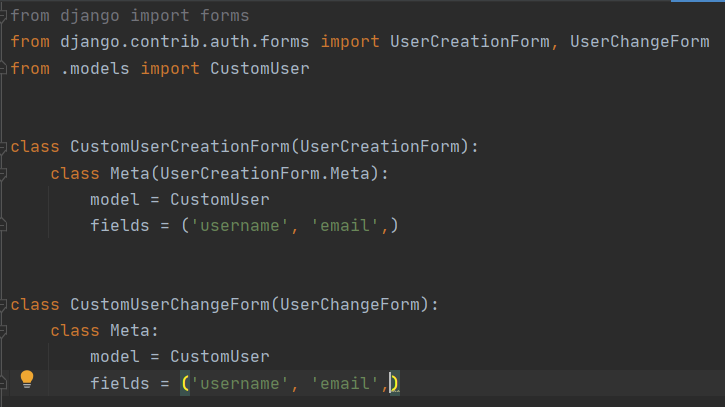 from django import forms
from django.contrib.auth.forms import UserCreationForm, UserChangeForm
from .models import CustomUser
class CustomUserCreationForm(UserCreationForm):
    class Meta(UserCreationForm.Meta):
        model = CustomUser
        fields = ('username', 'email',)
class CustomUserChangeForm(UserChangeForm):
    class Meta:
        model = CustomUser
        fields = ('username', 'email',)